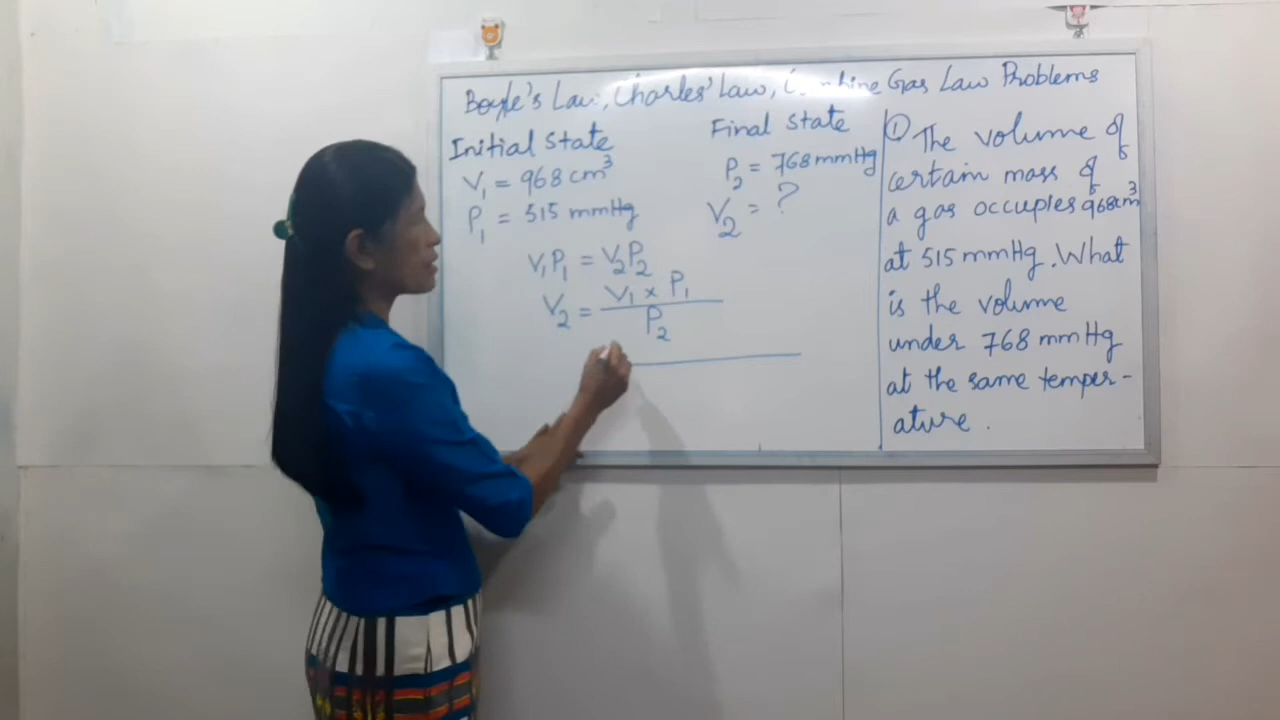 Boyle's Law, Charles' Law, Combine Gas Law Problems
Initial State
V₁ = 968 cm³
P₁ = 515 mmHg
Final State
P₂ = 768 mmHg
V₂ = ?
V₁P₁ = V₂P₂
V₂ = V₁ × P₁
P₂
① The volume of
certain mass of
a gas occupies 968cm³
at 515 mmHg. What
is the volume
under 768 mmHg
at the same temper-
ature.